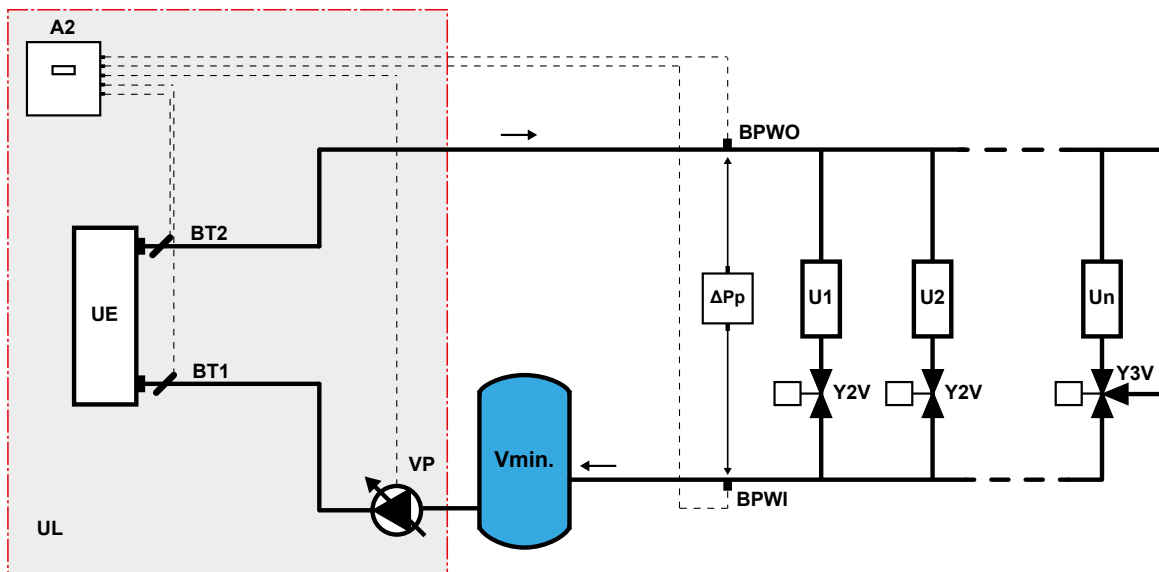 A2
BPWO
BT2
UE
ΔPp
U1
U2
Un
BT1
Y2V
Y2V
Y3V
VP
Vmin.
BPWI
UL